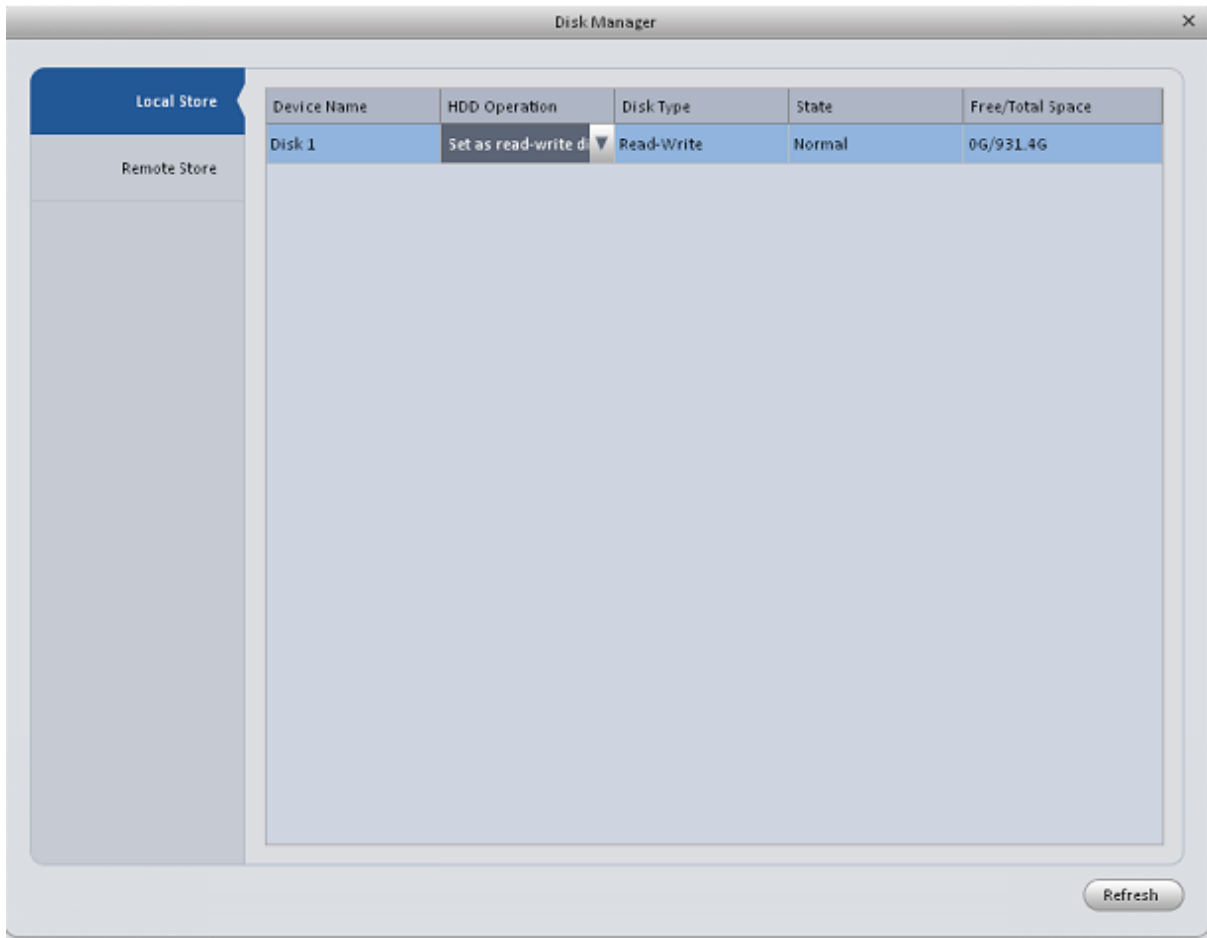 Disk Manager
Local Store
Remote Store
Device Name HDD Operation Disk Type State Free/Total Space
Disk 1 Set as read-write di Read-Write Normal 0G/931.4G
Refresh